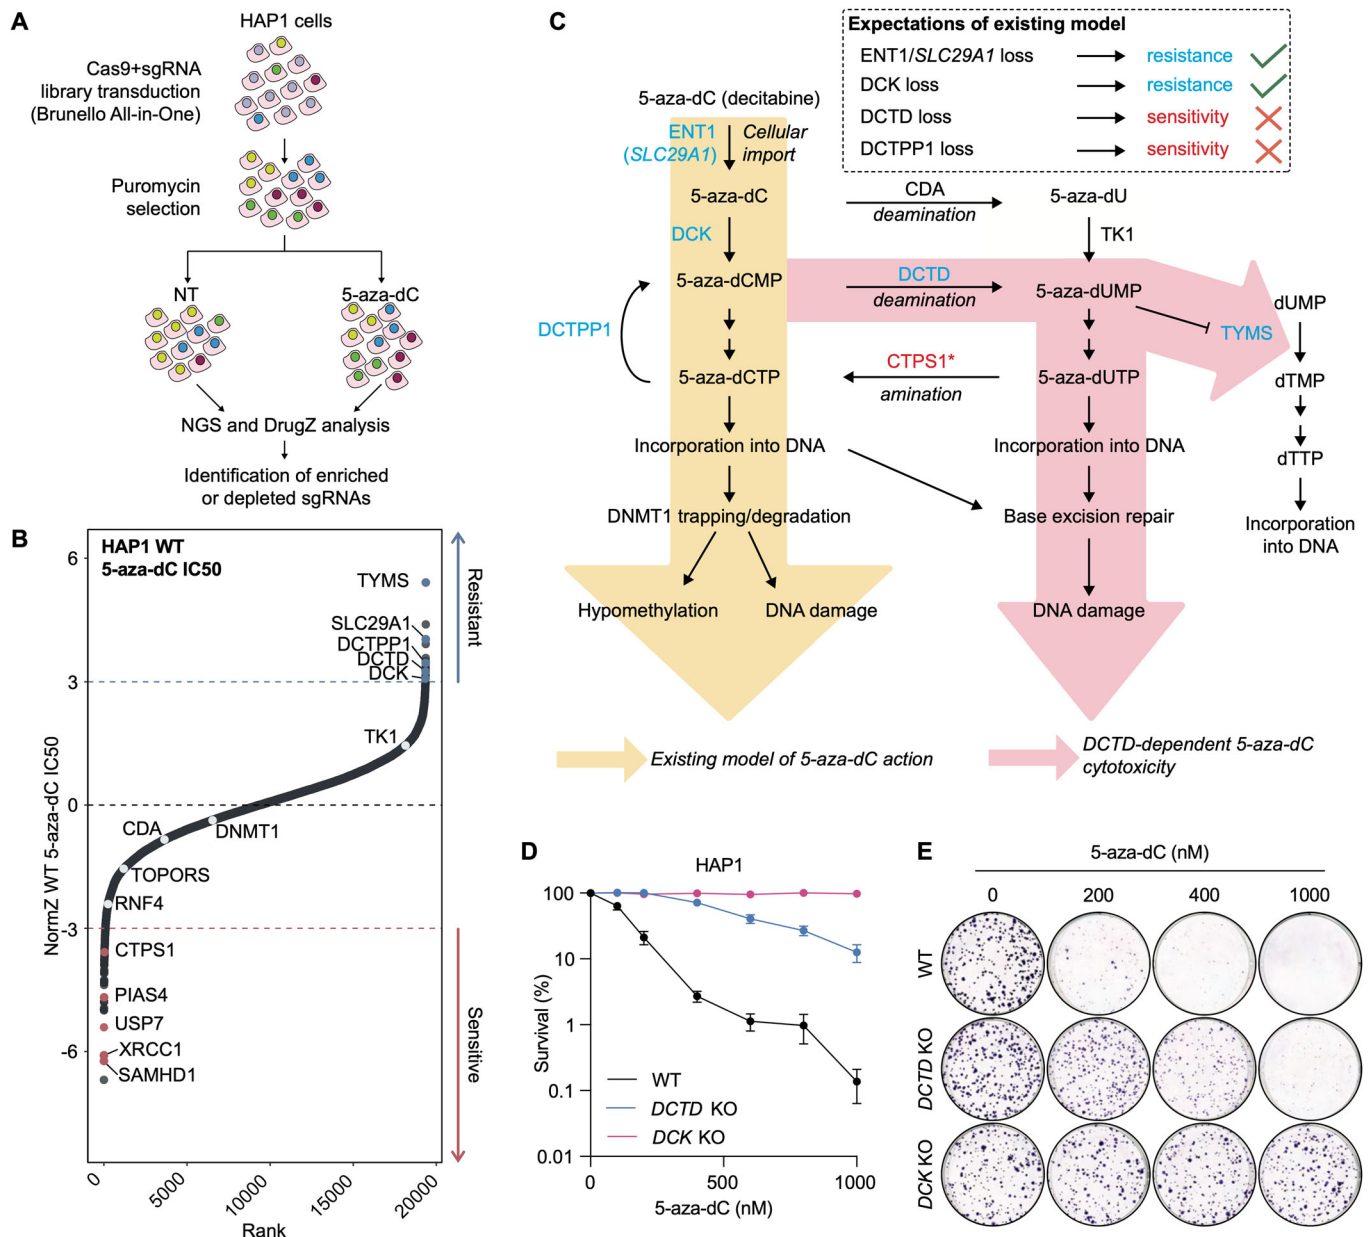 A
HAP1 cells
Cas9+sgRNA
library transduction
(Brunello All-in-One)
Puromycin
selection
NT
5-aza-dC
NGS and DrugZ analysis
Identification of enriched
or depleted sgRNAs
B
HAP1 WT
5-aza-dC IC50
NormZ WT 5-aza-dC IC50
6
3
0
-3
-6
TYMS
SLC29A1
DCTPP1
DCTD
DCK
TK1
CDA
DNMT1
TOPORS
RNF4
CTPS1
PIAS4
USP7
XRCC1
SAMHD1
Resistant
Sensitive
0
5000
10000
15000
20000
Rank
C
Expectations of existing model
ENT1/SLC29A1 loss resistance
DCK loss resistance
DCTD loss sensitivity
DCTPP1 loss sensitivity
5-aza-dC (decitabine)
ENT1
(SLC29A1)
Cellular
import
5-aza-dC
CDA
deamination
5-aza-dU
DCK
TK1
5-aza-dCMP
DCTD
deamination
5-aza-dUMP
dUMP
DCTPP1
TYMS
5-aza-dCTP
CTPS1*
amination
5-aza-dUTP
dTMP
Incorporation into DNA
Incorporation into DNA
dTTP
DNMT1 trapping/degradation
Base excision repair
Incorporation
into DNA
Hypomethylation
DNA damage
DNA damage
Existing model of 5-aza-dC action
DCTD-dependent 5-aza-dC
cytotoxicity
D
HAP1
Survival (%)
100
10
1
0.1
0.01
WT
DCTD KO
DCK KO
0
500
1000
5-aza-dC (nM)
E
5-aza-dC (nM)
0
200
400
1000
WT
DCTD KO
DCK KO